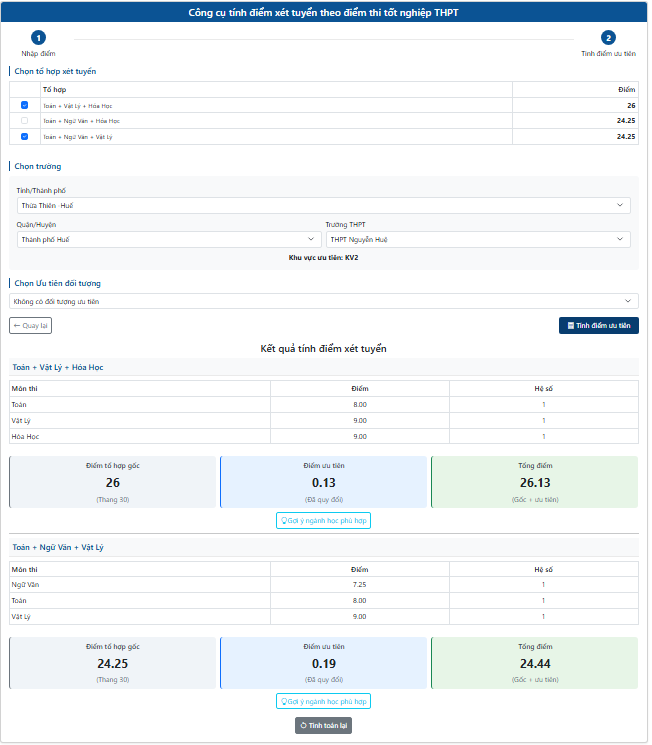 Công cụ tính điểm xét tuyển theo điểm thi tốt nghiệp THPT
1 2
Nhập điểm Tính điểm ưu tiên
Chọn tổ hợp xét tuyển
Tổ hợp Điểm
Toán + Vật Lý + Hóa Học 26
Toán + Ngữ Văn + Hóa Học 24.25
Toán + Ngữ Văn + Vật Lý 24.25
Chọn trường
Tỉnh/Thành phố
Thừa Thiên -Huế
Quận/Huyện Trường THPT
Thành phố Huế THPT Nguyễn Huệ
Khu vực ưu tiên: KV2
Chọn Ưu tiên đối tượng
Không có đối tượng ưu tiên
← Quay lại Tính điểm ưu tiên
Kết quả tính điểm xét tuyển
Toán + Vật Lý + Hóa Học
Môn thi Điểm Hệ số
Toán 8.00 1
Vật Lý 9.00 1
Hóa Học 9.00 1
Điểm tổ hợp gốc Điểm ưu tiên Tổng điểm
26 0.13 26.13
(Thang 30) (Đã quy đổi) (Gốc + ưu tiên)
Gợi ý ngành học phù hợp
Toán + Ngữ Văn + Vật Lý
Môn thi Điểm Hệ số
Ngữ Văn 7.25 1
Toán 8.00 1
Vật Lý 9.00 1
Điểm tổ hợp gốc Điểm ưu tiên Tổng điểm
24.25 0.19 24.44
(Thang 30) (Đã quy đổi) (Gốc + ưu tiên)
Gợi ý ngành học phù hợp
Tính toán lại